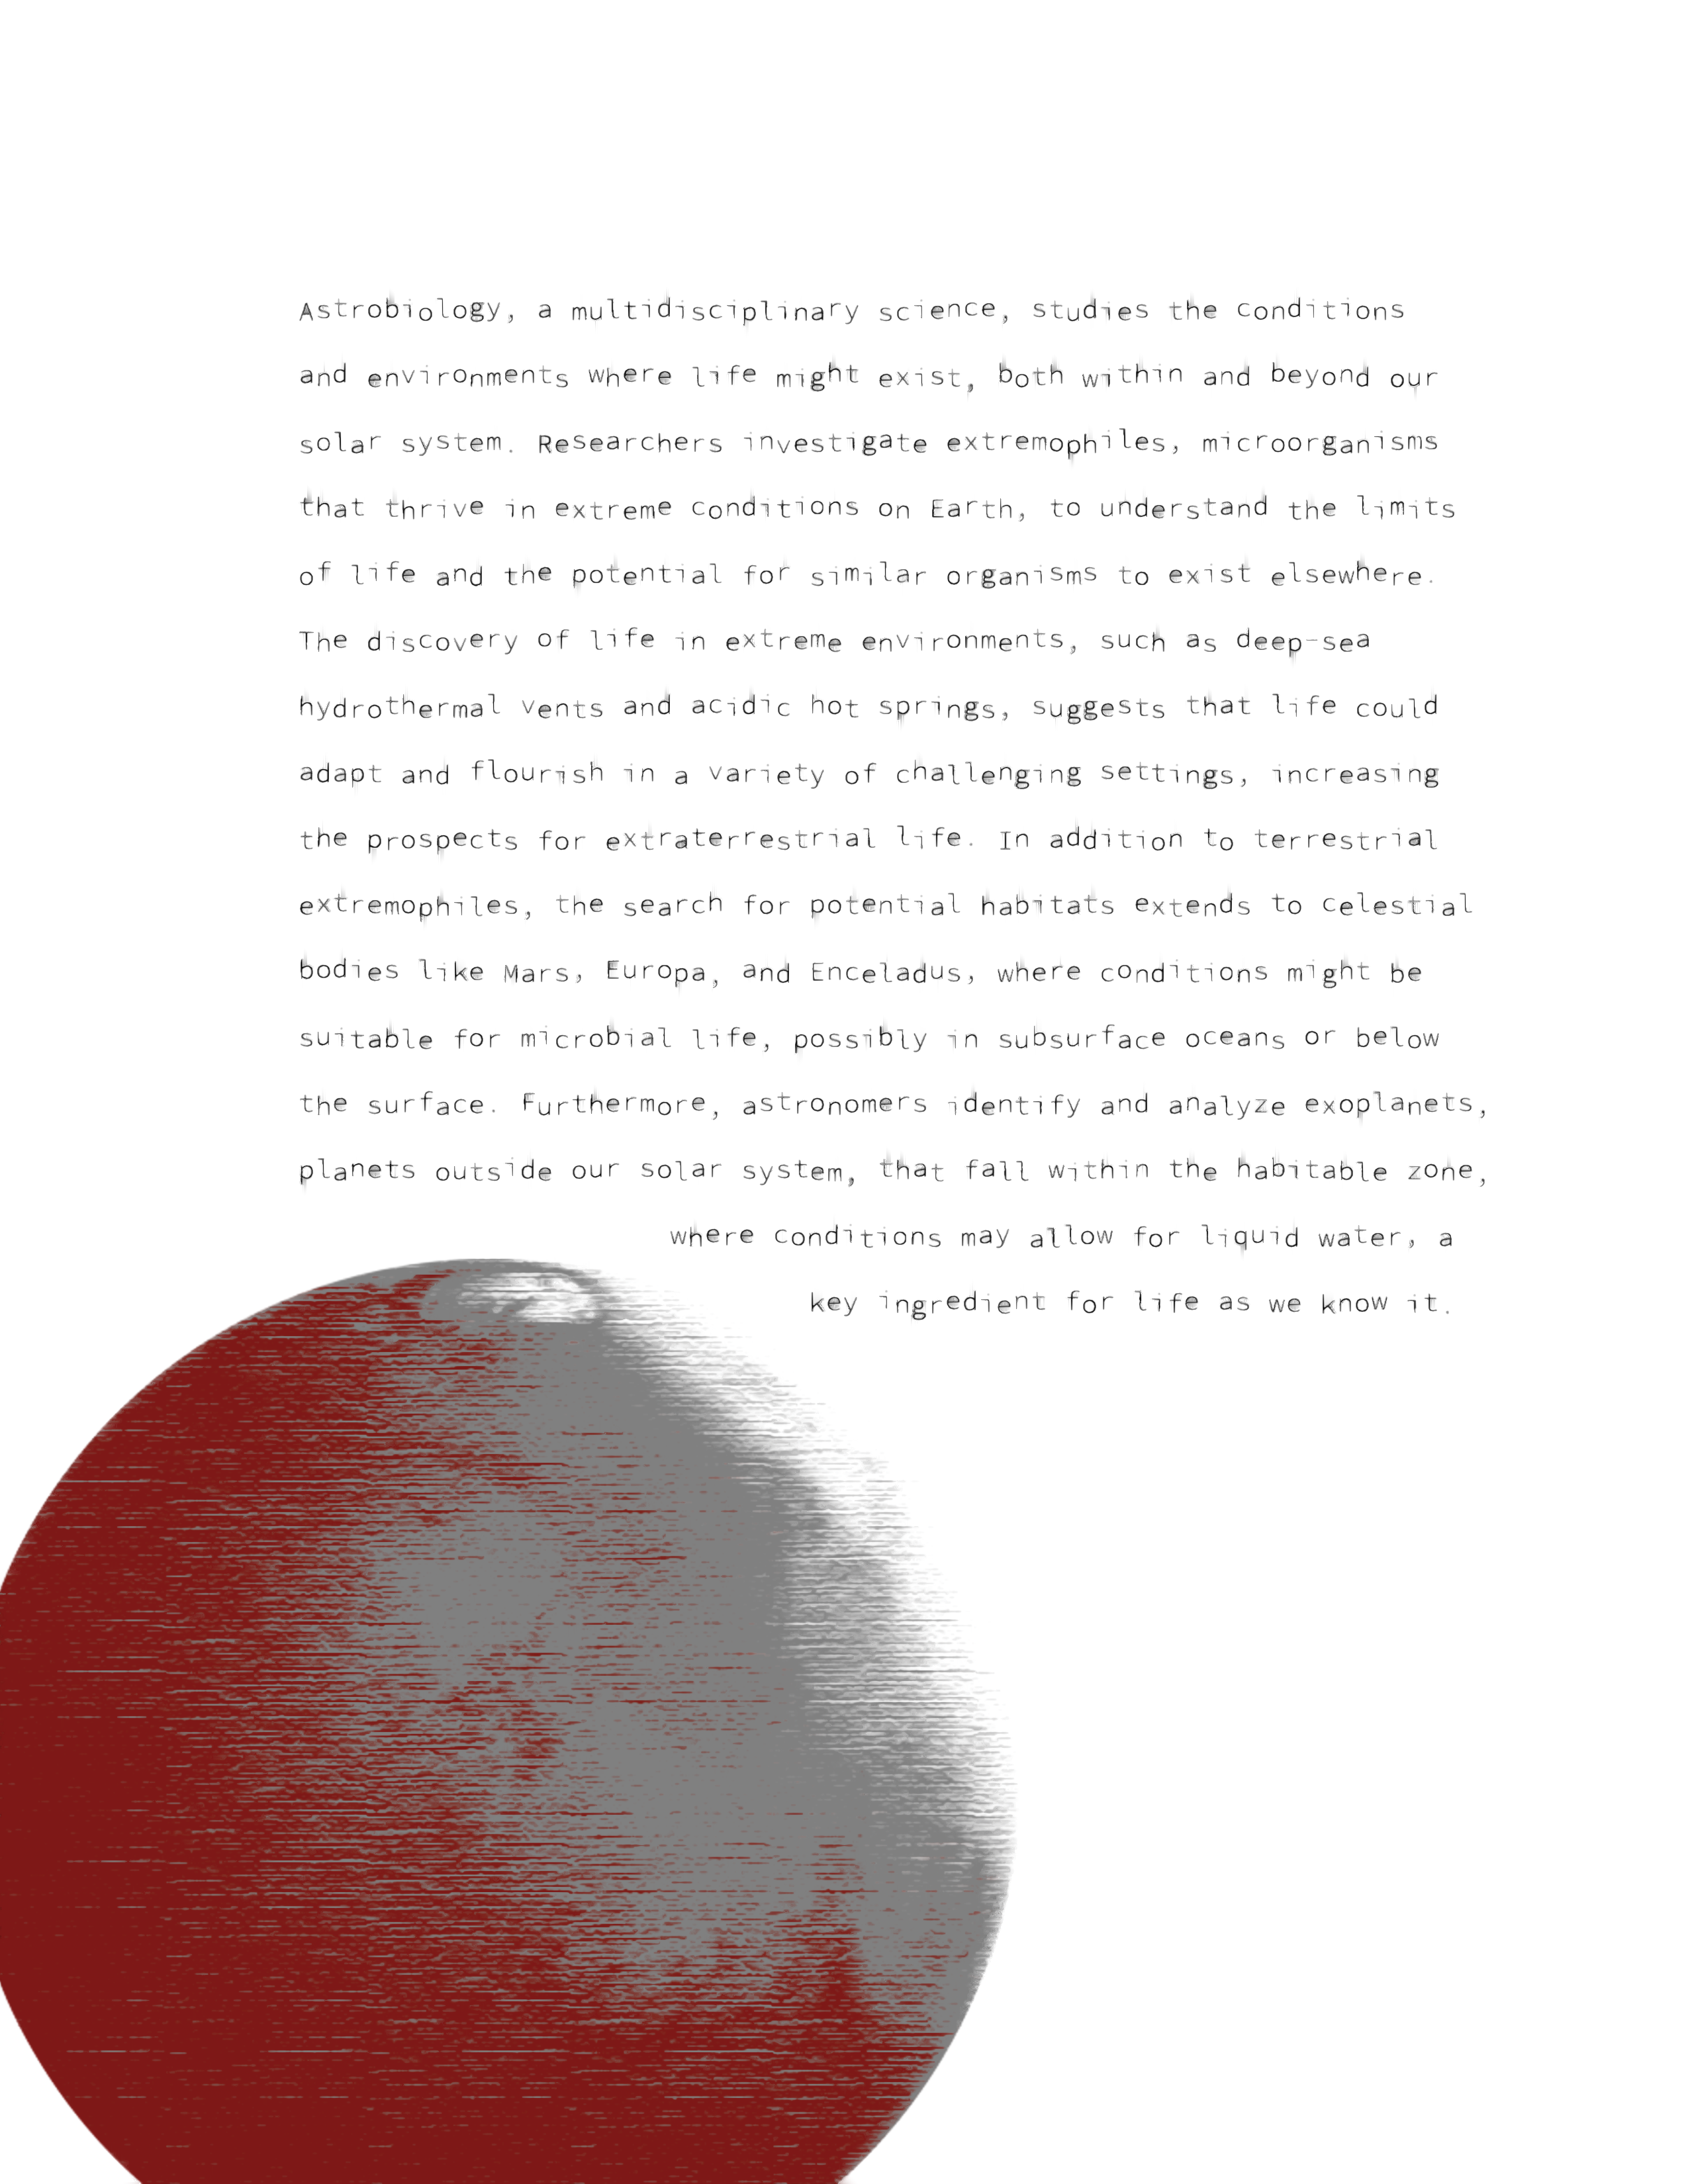 Astrobiology, a multidisciplinary science, studies the conditions
and environments where life might exist, both within and beyond our
solar system. Researchers investigate extremophiles, microorganisms
that thrive in extreme conditions on Earth, to understand the limits
of life and the potential for similar organisms to exist elsewhere.
The discovery of life in extreme environments, such as deep-sea
hydrothermal vents and acidic hot springs, suggests that life could
adapt and flourish in a variety of challenging settings, increasing
the prospects for extraterrestrial life. In addition to terrestrial
extremophiles, the search for potential habitats extends to celestial
bodies like Mars, Europa, and Enceladus, where conditions might be
suitable for microbial life, possibly in subsurface oceans or below
the surface. Furthermore, astronomers identify and analyze exoplanets,
planets outside our solar system, that fall within the habitable zone,
where conditions may allow for liquid water, a
key ingredient for life as we know it.